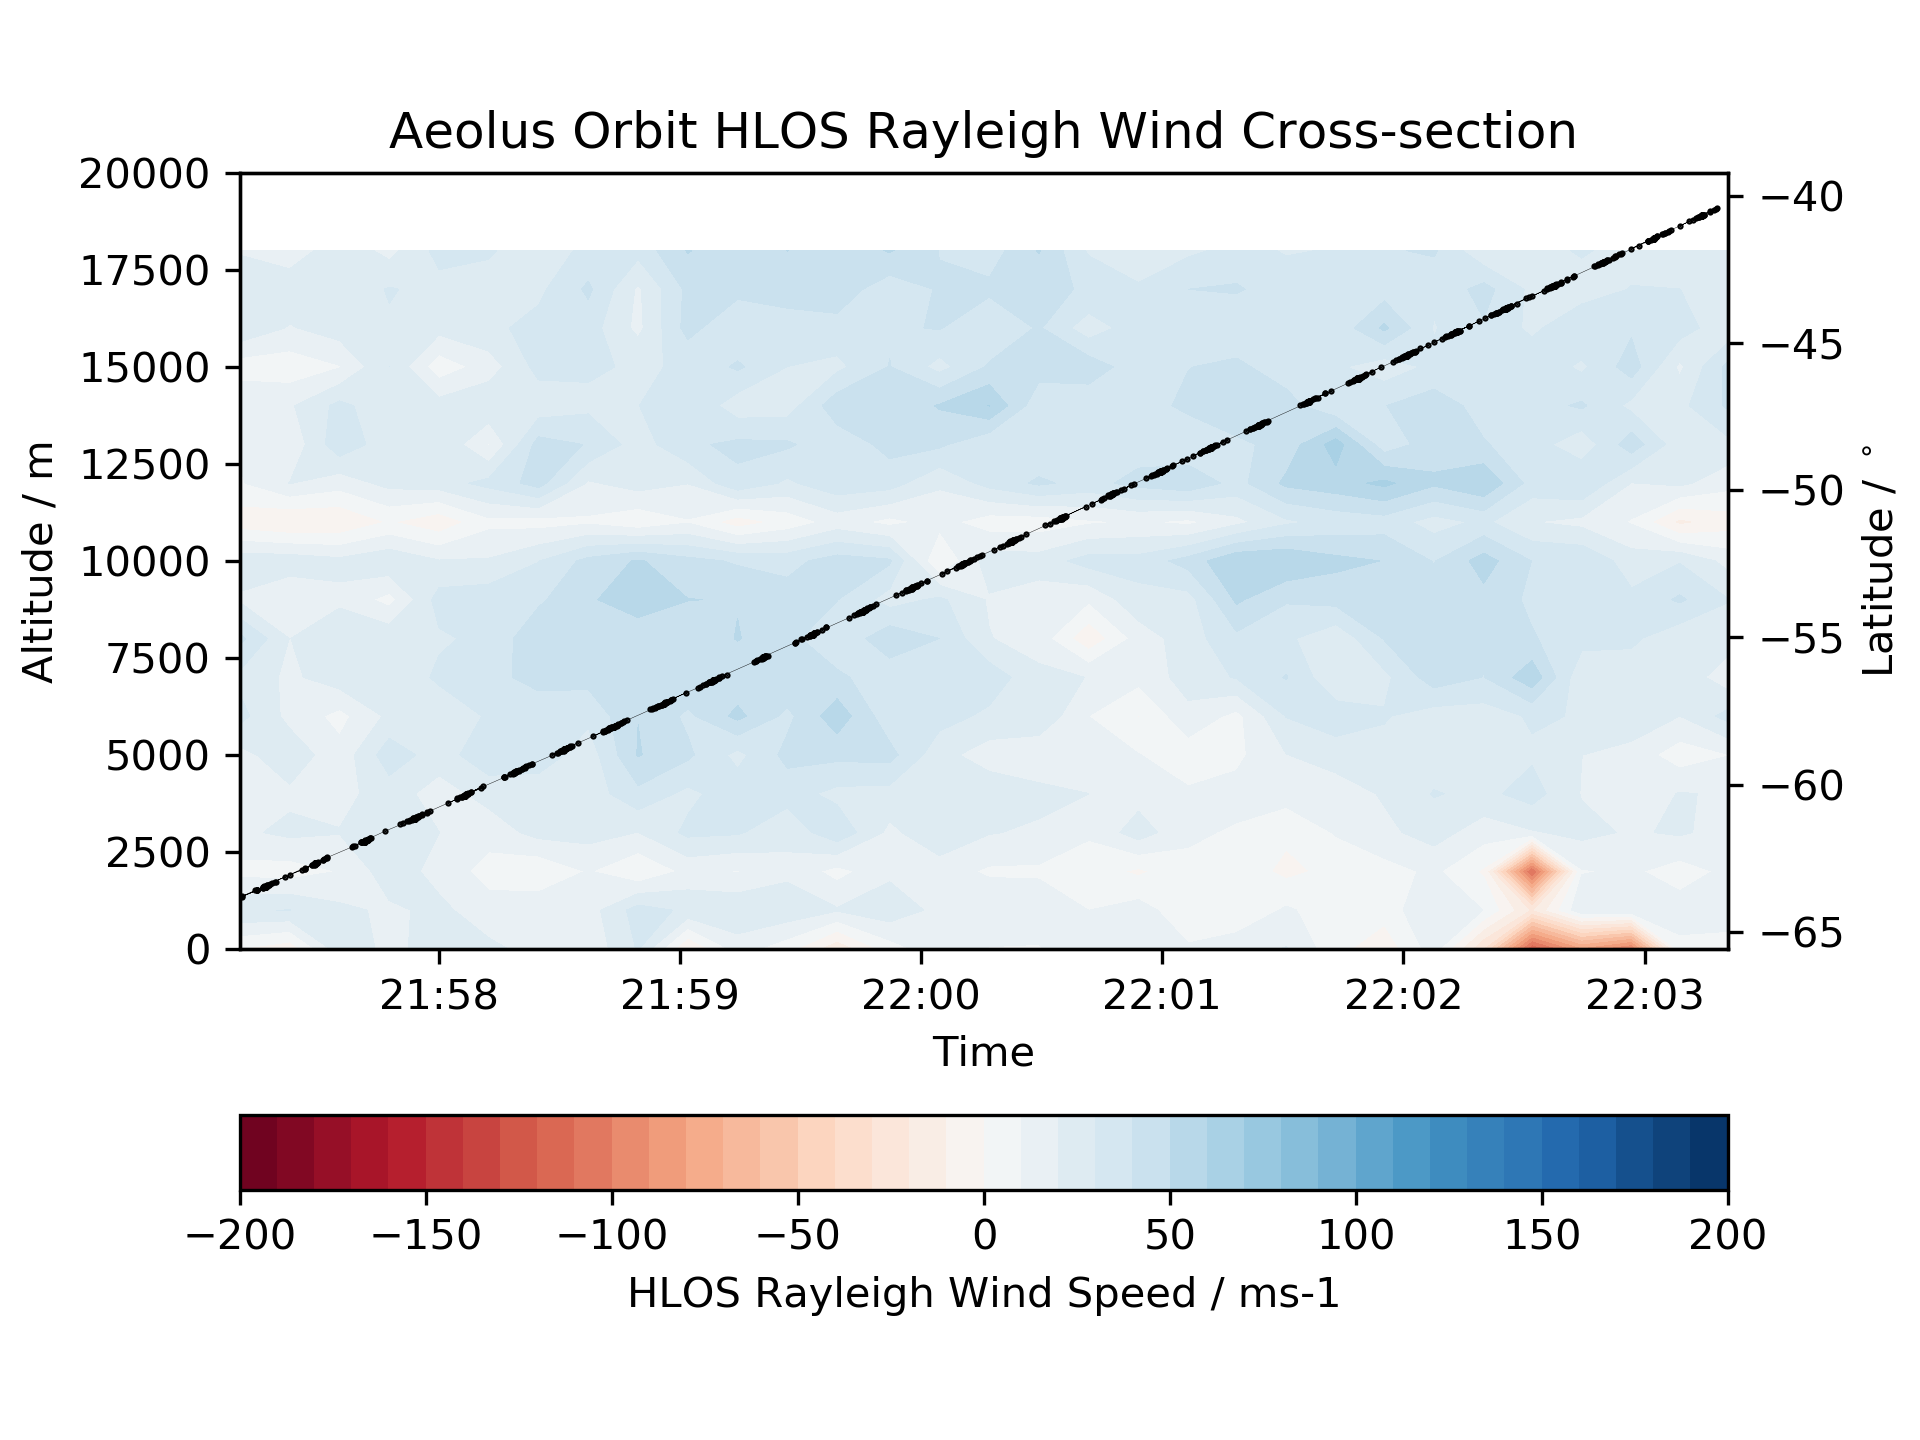 Aeolus Orbit HLOS Rayleigh Wind Cross-section
20000
17500
15000
12500
10000
7500
5000
2500
0
Altitude / m
−40
−45
−50
−55
−60
−65
Latitude / °
21:58 21:59 22:00 22:01 22:02 22:03
Time
−200 −150 −100 −50 0 50 100 150 200
HLOS Rayleigh Wind Speed / ms-1